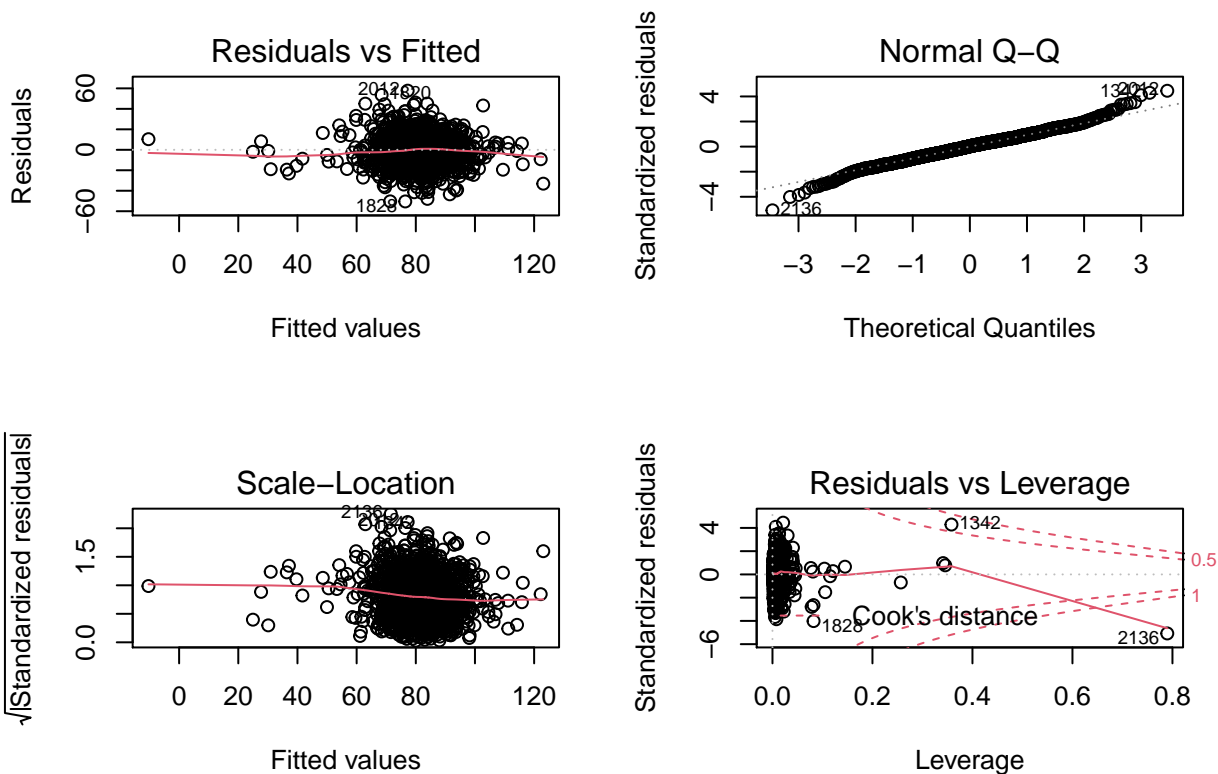 Residuals vs Fitted
Residuals
−60
0
60
2012
1820
1828
0 20 40 60 80 100 120
Fitted values
Normal Q−Q
Standardized residuals
−4
0
4
1342
2012
2136
−3 −2 −1 0 1 2 3
Theoretical Quantiles
Scale−Location
√|Standardized residuals|
0.0
1.5
2136
0 20 40 60 80 100 120
Fitted values
Residuals vs Leverage
Standardized residuals
−6
0
4
1342
0.5
1
Cook's distance
1828
2136
0.0 0.2 0.4 0.6 0.8
Leverage